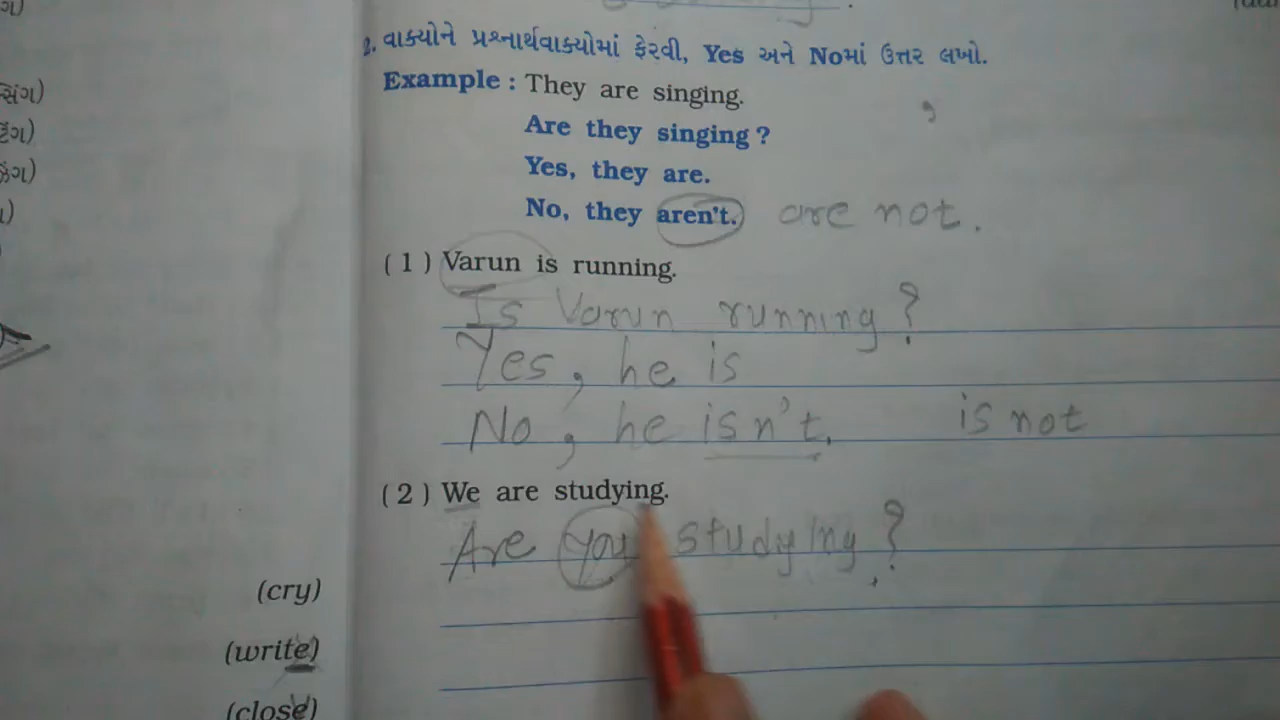 સિંગ)
૨. વાક્યોને પ્રશ્નાર્થવાક્યોમાં ફેરવી, Yes અને Noમાં ઉત્તર લખો.
Example : They are singing.
Are they singing ?
Yes, they are.
No, they aren't. are not.
( 1 ) Varun is running.
Is Varun running ?
Yes, he is
No, he isn't. is not
( 2 ) We are studying.
Are you studying ?
(cry)
(write)
(close)